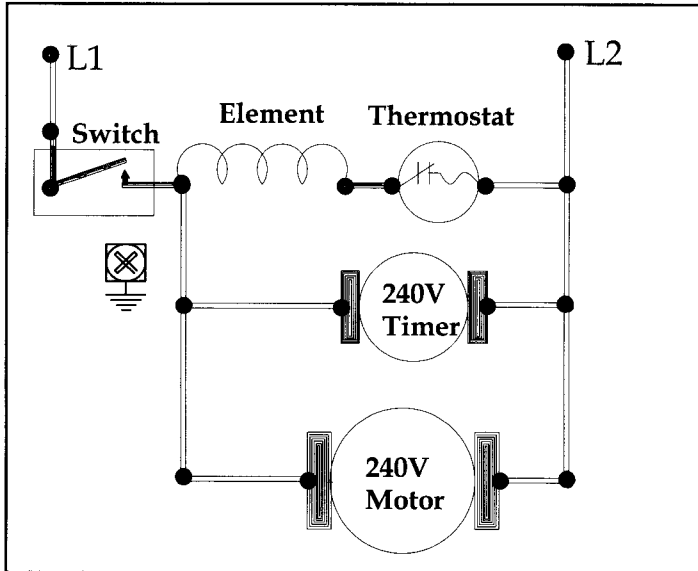 L1
L2
Element
Thermostat
Switch
240V
Timer
240V
Motor